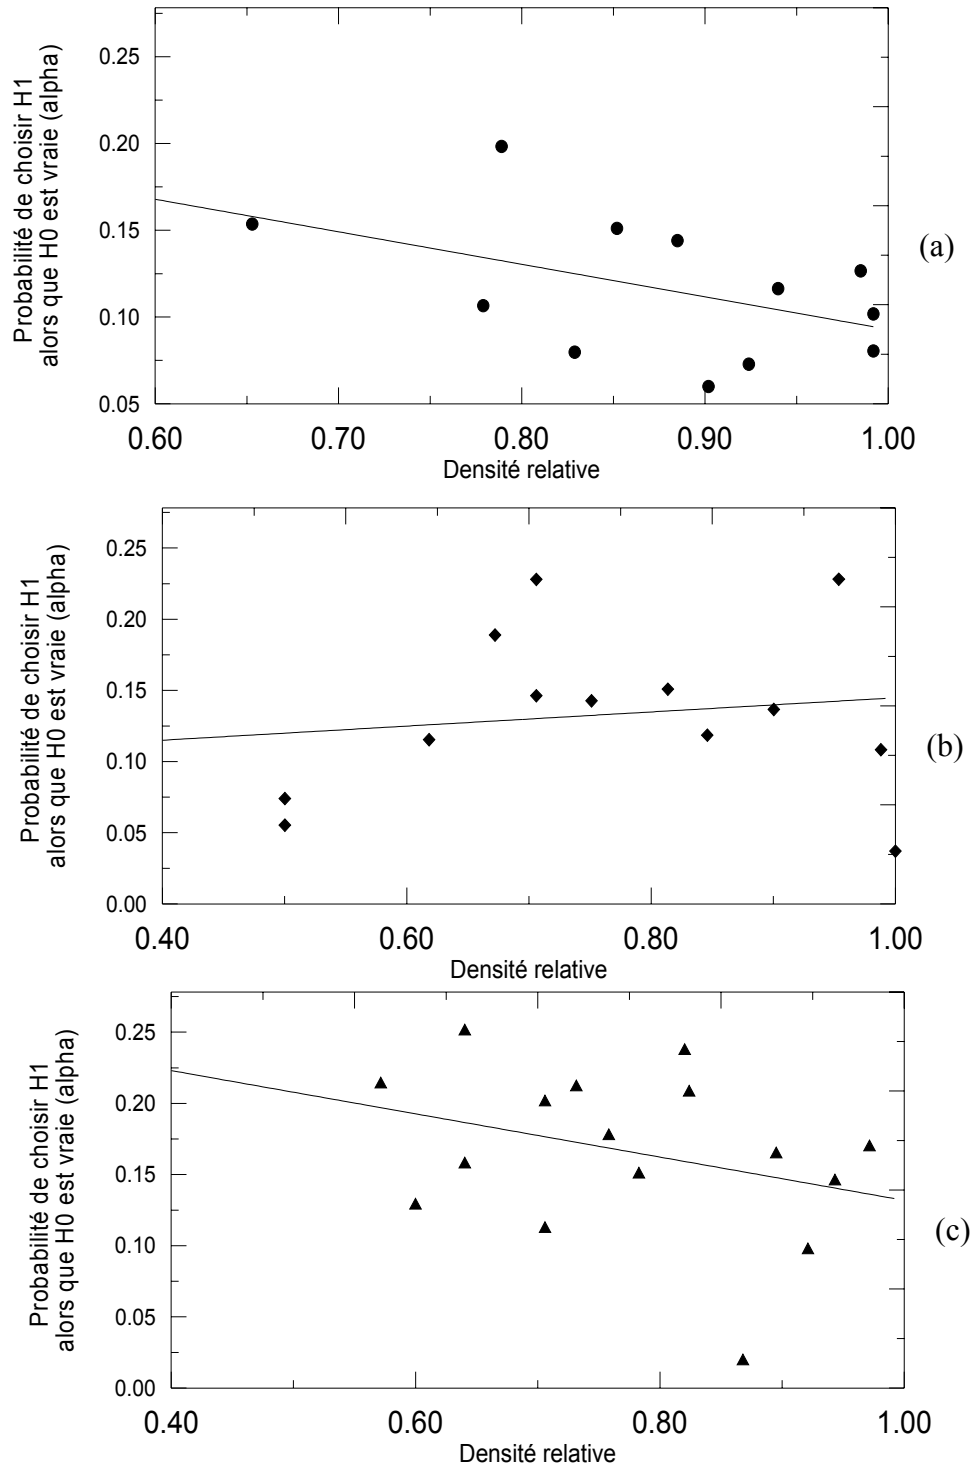 Probabilité de choisir H1
alors que H0 est vraie (alpha)
0.25
0.20
0.15
0.10
0.05
0.60
0.70
0.80
0.90
1.00
Densité relative
(a)
Probabilité de choisir H1
alors que H0 est vraie (alpha)
0.25
0.20
0.15
0.10
0.05
0.00
0.40
0.60
0.80
1.00
Densité relative
(b)
Probabilité de choisir H1
alors que H0 est vraie (alpha)
0.25
0.20
0.15
0.10
0.05
0.00
0.40
0.60
0.80
1.00
Densité relative
(c)